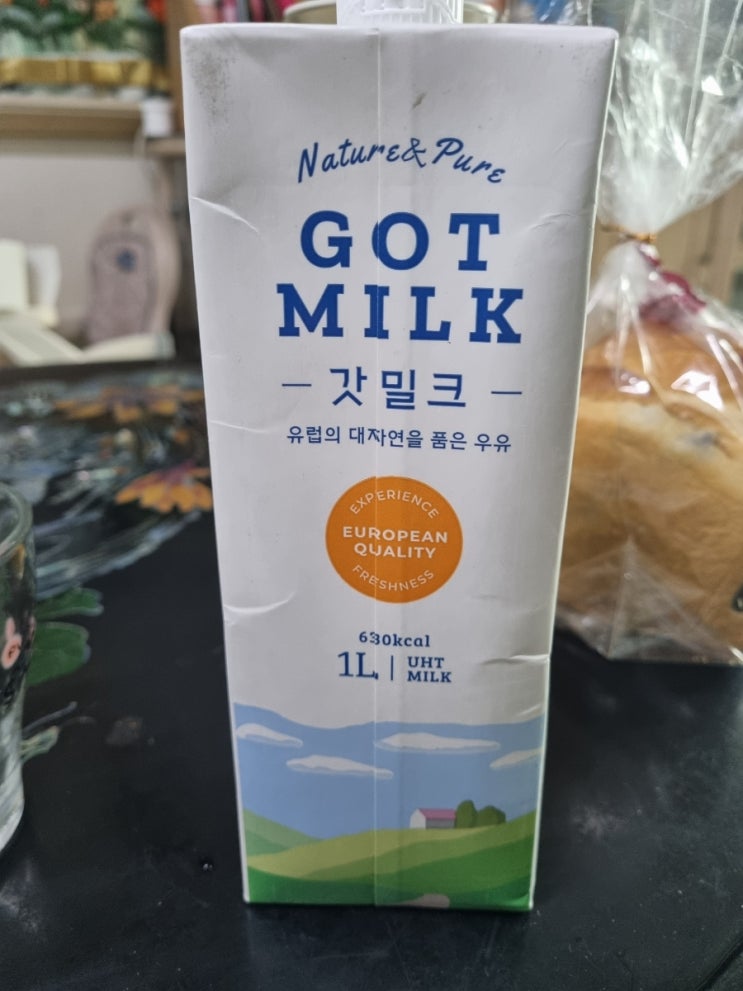 Nature & Pure
GOT
MILK
갓밀크
유럽의 대자연을 품은 우유
EXPERIENCE
EUROPEAN
QUALITY
FRESHNESS
630kcal
1L | UHT
MILK